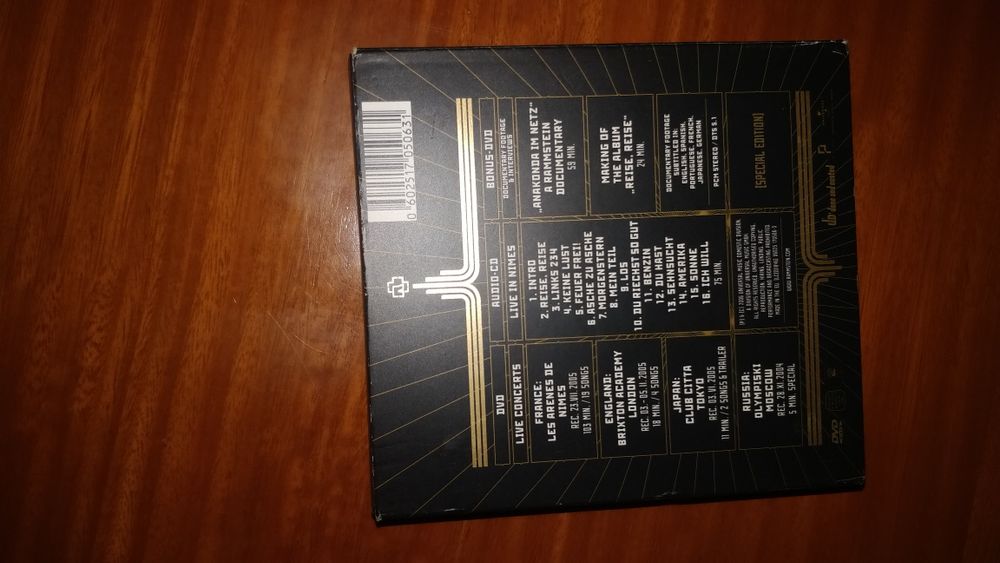 0 602517 050631
DVD
LIVE CONCERTS
FRANCE:
LES ARENES DE
NIMES
REC. 23.VII.2005
103 MIN / 19 SONGS
ENGLAND:
BRIXTON ACADEMY
LONDON
REC. 03.-05.II.2005
18 MIN / 4 SONGS
JAPAN:
CLUB CITTA
TOKYO
REC. 03.VI.2005
11 MIN / 2 SONGS & TRAILER
RUSSIA:
OLYMPISKI
MOSCOW
REC. 28.XI.2004
5 MIN. SPECIAL
AUDIO-CD
LIVE IN NIMES
1. INTRO
2. REISE, REISE
3. LINKS 234
4. KEINE LUST
5. FEUER FREI!
6. ASCHE ZU ASCHE
7. MORGENSTERN
8. MEIN TEIL
9. LOS
10. DU RIECHST SO GUT
11. BENZIN
12. DU HAST
13. SEHNSUCHT
14. AMERIKA
15. SONNE
16. ICH WILL
75 MIN.
WWW.RAMMSTEIN.COM
BONUS-DVD
DOCUMENTARY FOOTAGE
& INTERVIEWS
„ANAKONDA IM NETZ"
A RAMMSTEIN
DOCUMENTARY
59 MIN.
MAKING OF
THE ALBUM
„REISE, REISE"
24 MIN.
DOCUMENTARY FOOTAGE
SUBTITLED IN:
ENGLISH, SPANISH,
PORTUGUESE, FRENCH,
JAPANESE, GERMAN
PCM STEREO / DTS 5.1
[SPECIAL EDITION]
DVD
VIDEO